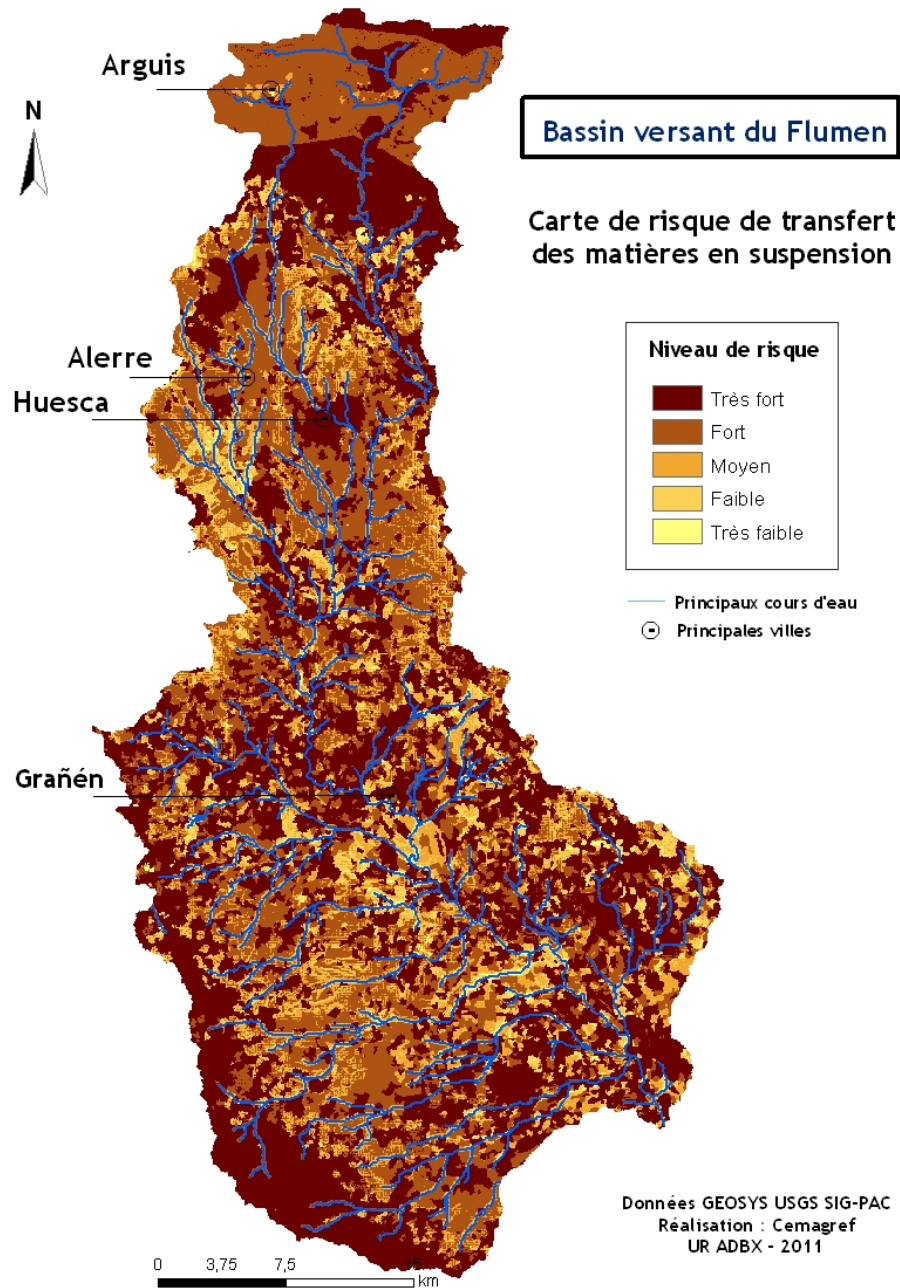 Arguis
N
Bassin versant du Flumen
Carte de risque de transfert
des matières en suspension
Alerre
Huesca
Niveau de risque
Très fort
Fort
Moyen
Faible
Très faible
Principaux cours d'eau
Principales villes
Grañén
Données GEOSYS USGS SIG-PAC
Réalisation : Cemagref
UR ADBX - 2011
0 3,75 7,5
km